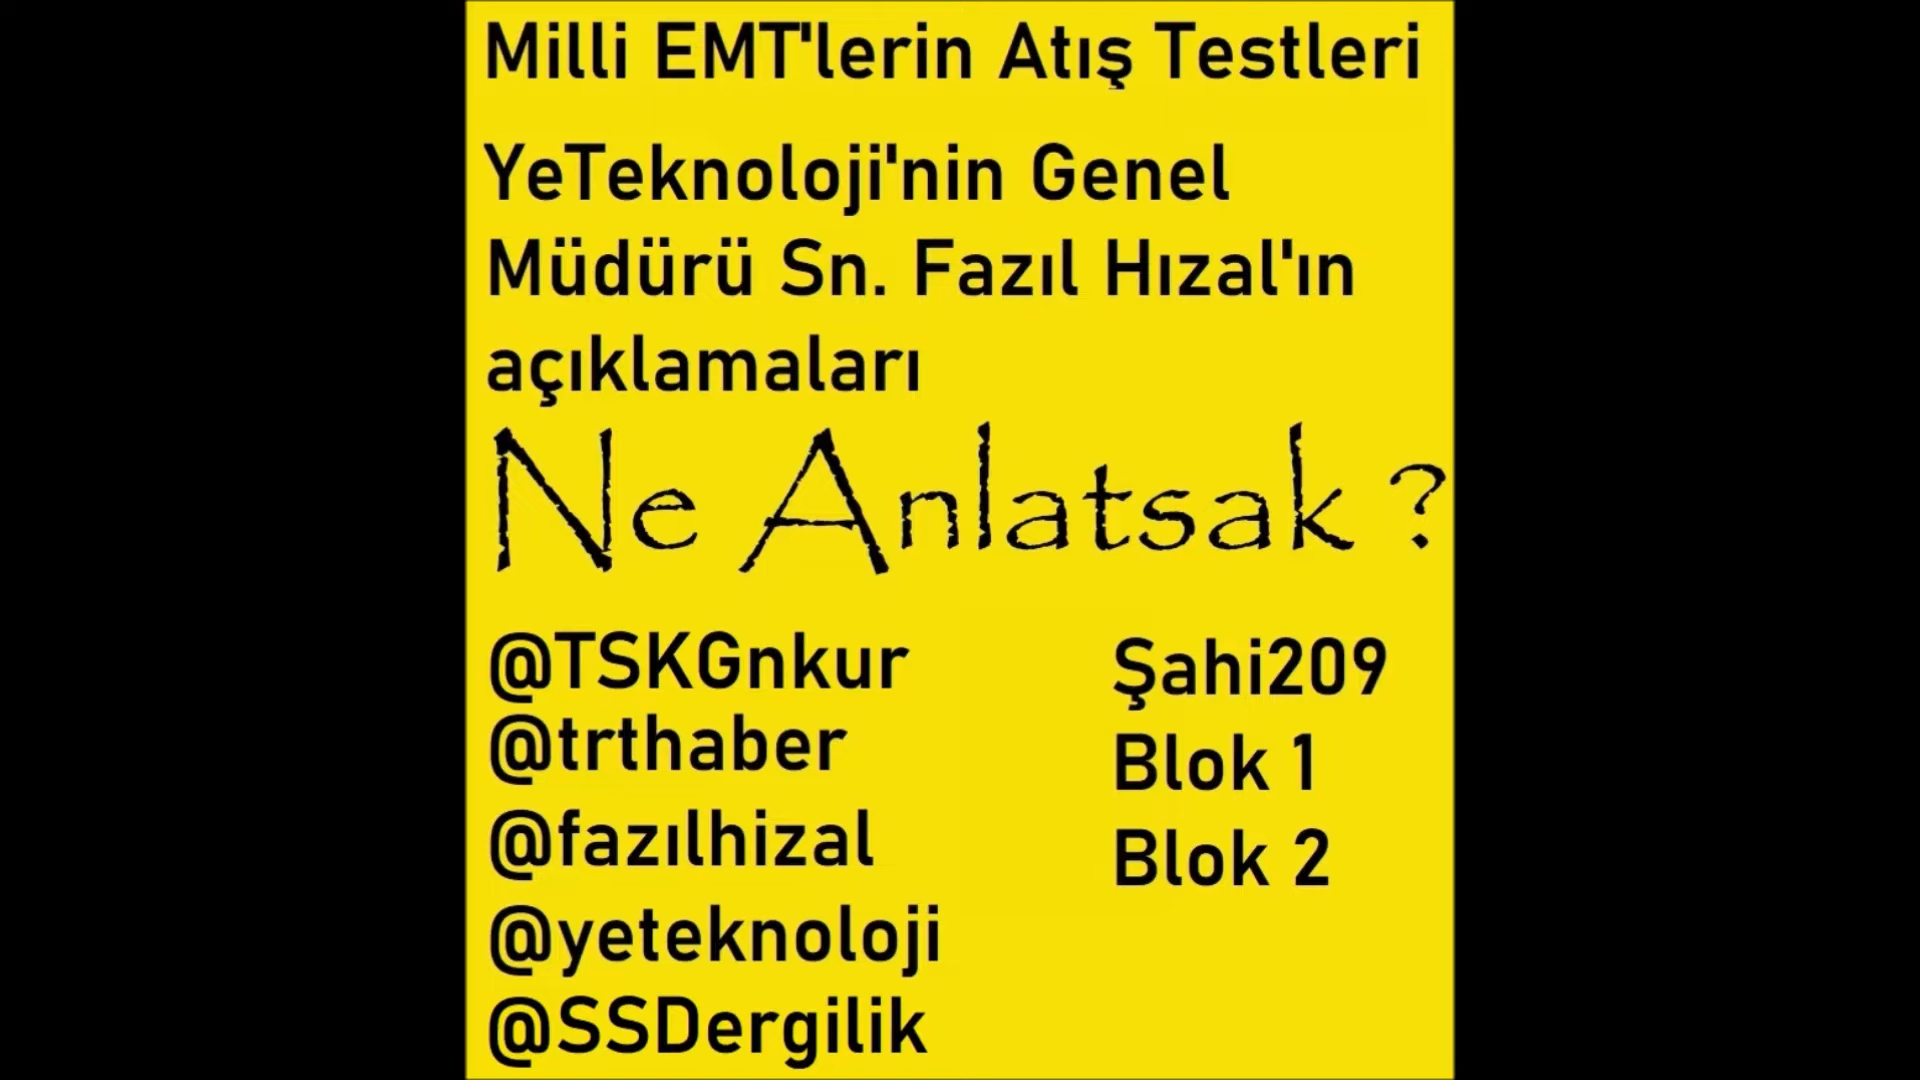 Milli EMT'lerin Atış Testleri
YeTeknoloji'nin Genel
Müdürü Sn. Fazıl Hızal'ın
açıklamaları
Ne Anlatsak ?
@TSKGnkur
@trthaber
@fazılhizal
@yeteknoloji
@SSDergilik
Şahi209
Blok 1
Blok 2